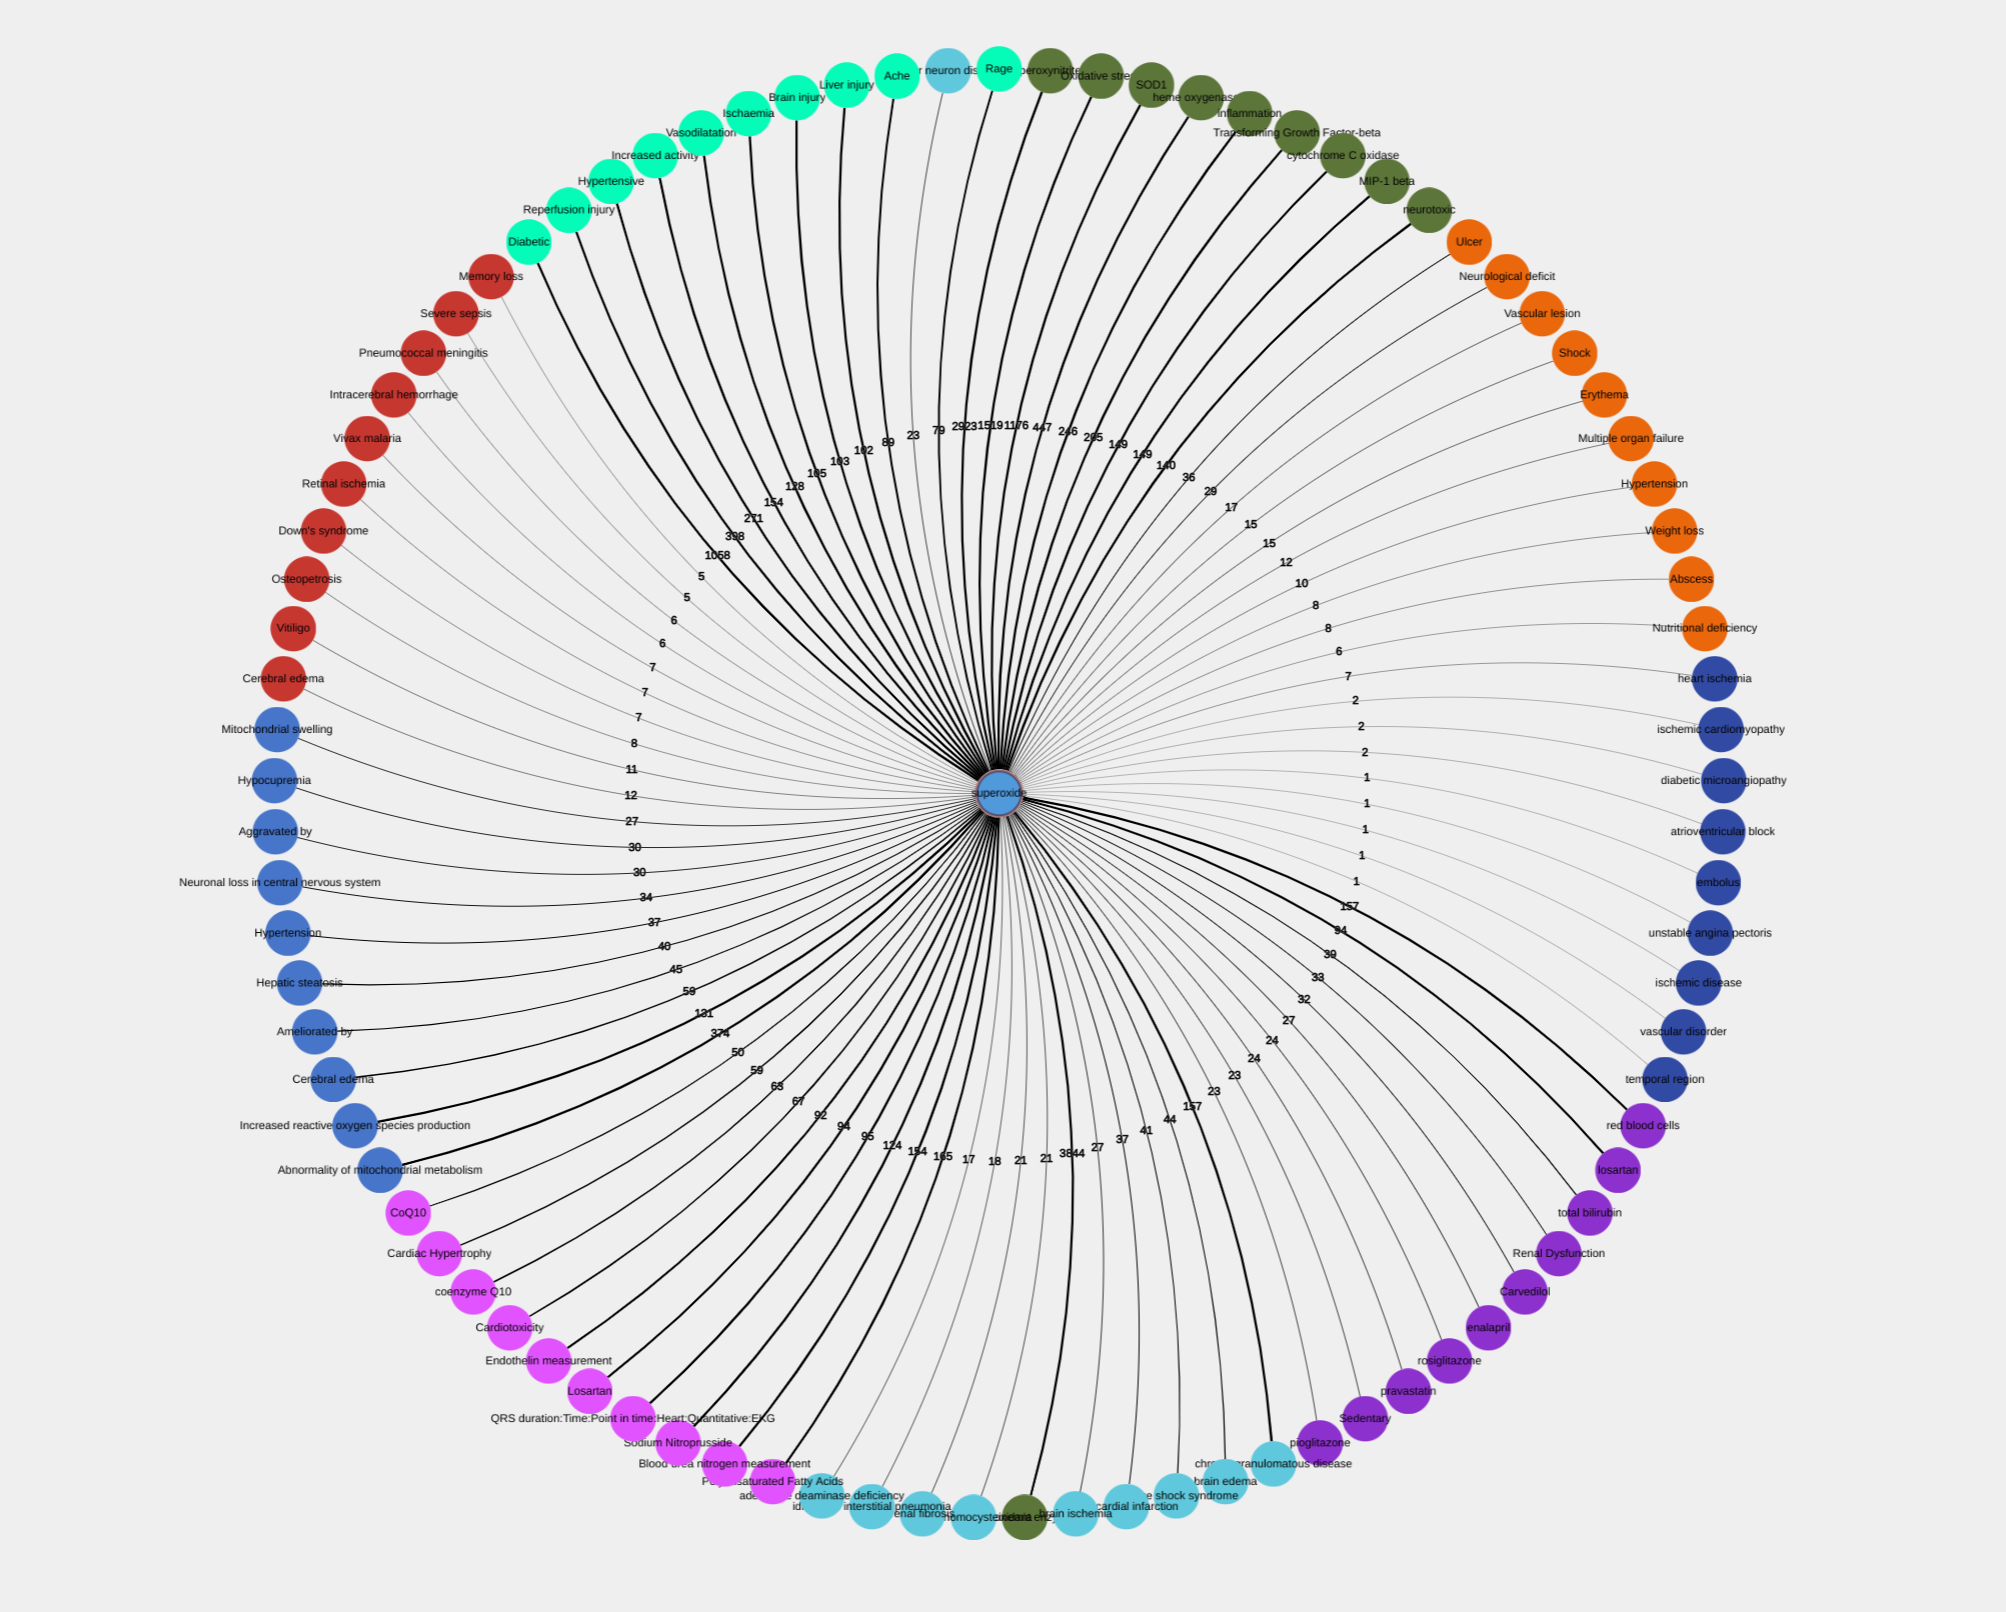 Ache
r neuron dis
Rage
peroxynitrite
Oxidative stre
SOD1
heme oxygenas
inflammation
Transforming Growth Factor-beta
cytochrome C oxidase
MIP-1 beta
neurotoxic
Ulcer
Neurological deficit
Vascular lesion
Shock
Erythema
Multiple organ failure
Hypertension
Weight loss
Abscess
Nutritional deficiency
heart ischemia
ischemic cardiomyopathy
diabetic microangiopathy
atrioventricular block
embolus
unstable angina pectoris
ischemic disease
vascular disorder
temporal region
red blood cells
losartan
total bilirubin
Renal Dysfunction
Carvedilol
enalapril
rosiglitazone
pravastatin
Sedentary
pioglitazone
granulomatous disease
brain edema
e shock syndrome
cardial infarction
brain ischemia
enal fibrosis
interstitial pneumonia
deaminase deficiency
saturated Fatty Acids
Blood urea nitrogen measurement
Sodium Nitroprusside
QRS duration:Time:Point in time:Heart:Quantitative:EKG
Losartan
Endothelin measurement
Cardiotoxicity
coenzyme Q10
Cardiac Hypertrophy
CoQ10
Abnormality of mitochondrial metabolism
Increased reactive oxygen species production
Cerebral edema
Ameliorated by
Hepatic steatosis
Hypertension
Neuronal loss in central nervous system
Aggravated by
Hypocupremia
Mitochondrial swelling
Cerebral edema
Vitiligo
Osteopetrosis
Down's syndrome
Retinal ischemia
Vivax malaria
Intracerebral hemorrhage
Pneumococcal meningitis
Severe sepsis
Memory loss
Diabetic
Reperfusion injury
Hypertensive
Increased activity
Vasodilatation
Ischaemia
Brain injury
Liver injury
superoxide
89
23
79
2923
1519
1176
447
246
265
149
149
140
36
29
17
15
15
12
10
8
8
6
7
2
2
2
1
1
1
1
1
157
94
39
33
32
27
24
24
23
23
157
44
41
37
27
3844
21
21
18
17
165
154
124
95
94
92
67
63
59
50
374
131
59
45
40
37
34
30
30
27
12
11
8
7
7
7
6
6
5
5
1058
398
271
154
128
105
103
102